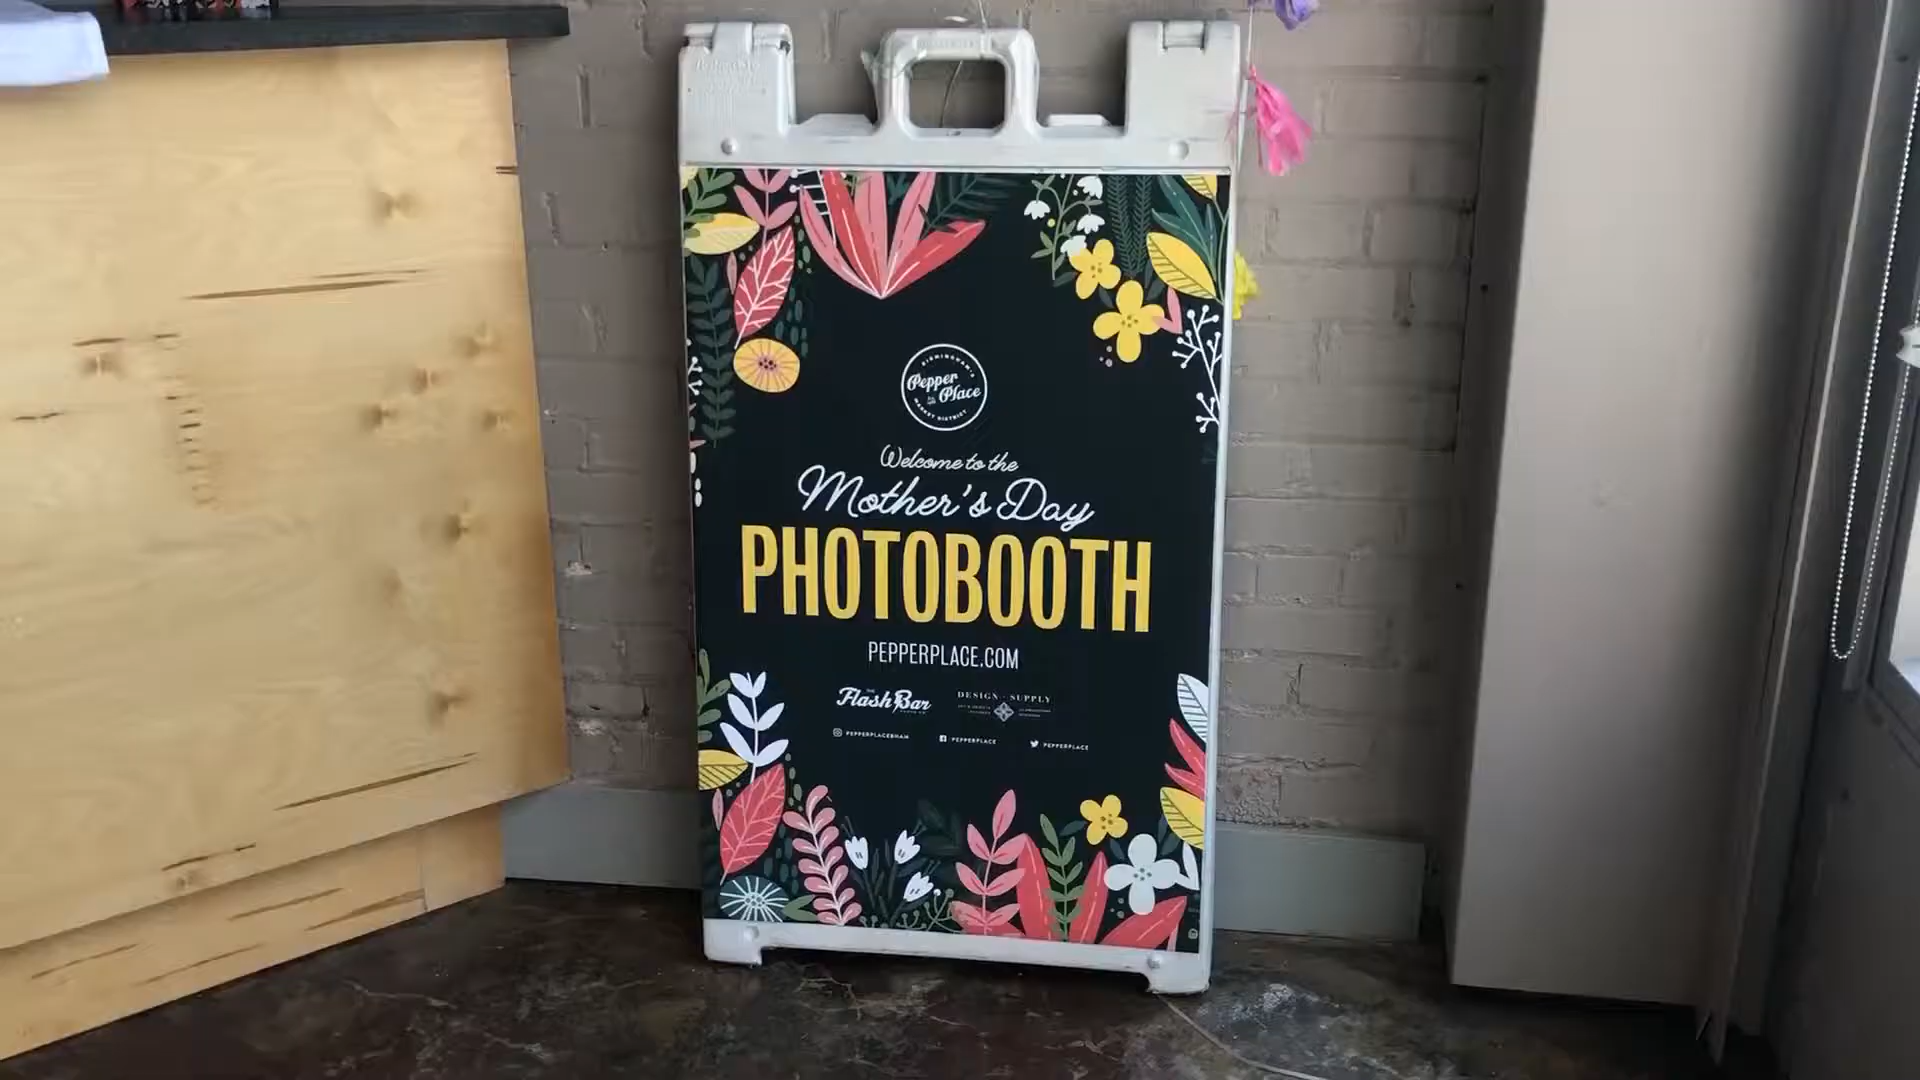 BIRMINGHAM'S
Pepper Place
MARKET DISTRICT
Welcome to the
Mother's Day
PHOTOBOOTH
PEPPERPLACE.COM
THE
Flash Bar
DESIGN SUPPLY
PEPPERPLACEBHAM PEPPERPLACE PEPPERPLACE